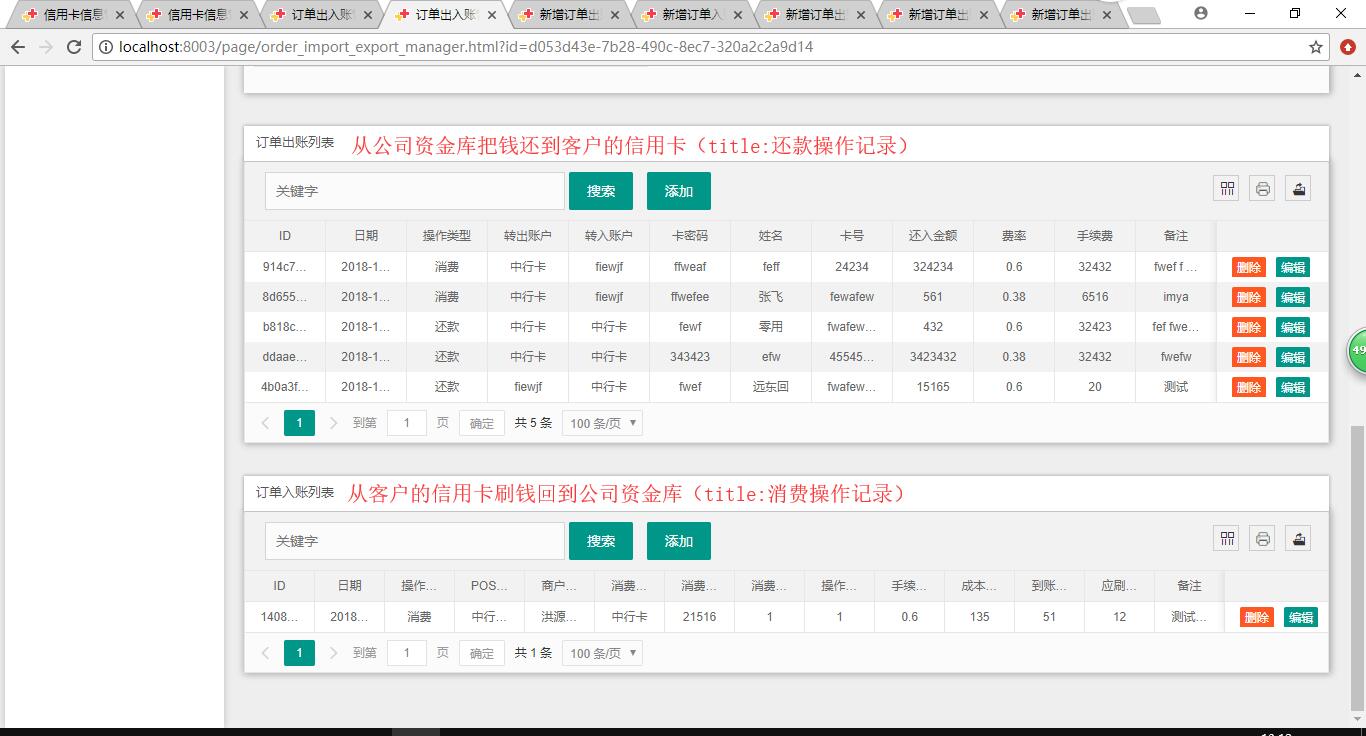 信用卡信息 信用卡信息 订单出入账 订单出入账 新增订单出 新增订单入 新增订单出 新增订单出 新增订单出
localhost:8003/page/order_import_export_manager.html?id=d053d43e-7b28-490c-8ec7-320a2c2a9d14
订单出账列表 从公司资金库把钱还到客户的信用卡（title:还款操作记录）
关键字 搜索 添加
ID 日期 操作类型 转出账户 转入账户 卡密码 姓名 卡号 还入金额 费率 手续费 备注
914c7... 2018-1... 消费 中行卡 fiewjf ffweaf feff 24234 324234 0.6 32432 fwef f ... 删除 编辑
8d655... 2018-1... 消费 中行卡 fiewjf ffwefee 张飞 fewafew 561 0.38 6516 imya 删除 编辑
b818c... 2018-1... 还款 中行卡 中行卡 fewf 零用 fwafew... 432 0.6 32423 fef fwe... 删除 编辑
ddaae... 2018-1... 还款 中行卡 中行卡 343423 efw 45545... 3423432 0.38 32432 fwefw 删除 编辑
4b0a3f... 2018-1... 还款 fiewjf 中行卡 fwef 远东回 fwafew... 15165 0.6 20 测试 删除 编辑
1 到第 1 页 确定 共 5 条 100 条/页
49
订单入账列表 从客户的信用卡刷钱回到公司资金库（title:消费操作记录）
关键字 搜索 添加
ID 日期 操作... POS... 商户... 消费... 消费... 消费... 操作... 手续... 成本... 到账... 应刷... 备注
1408... 2018... 消费 中行... 洪源... 中行卡 21516 1 1 0.6 135 51 12 测试... 删除 编辑
1 到第 1 页 确定 共 1 条 100 条/页